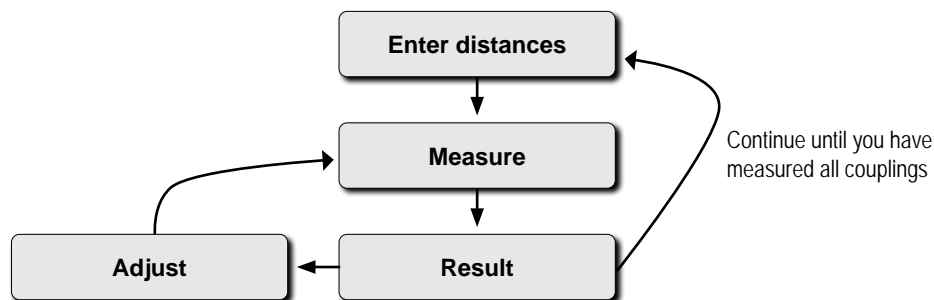 Enter distances
Measure
Continue until you have
measured all couplings
Adjust
Result